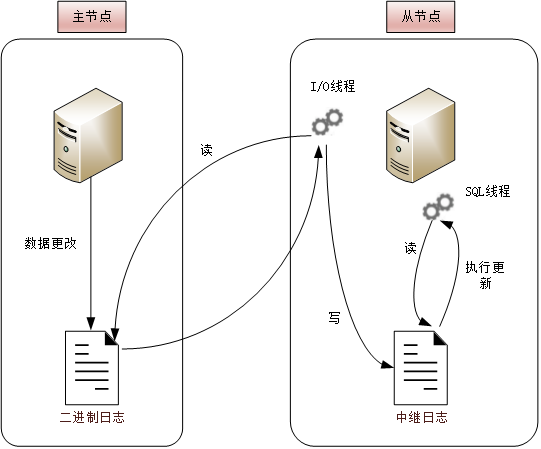 主节点
从节点
I/O线程
读
SQL线程
数据更改
读
执行更
新
写
二进制日志
中继日志